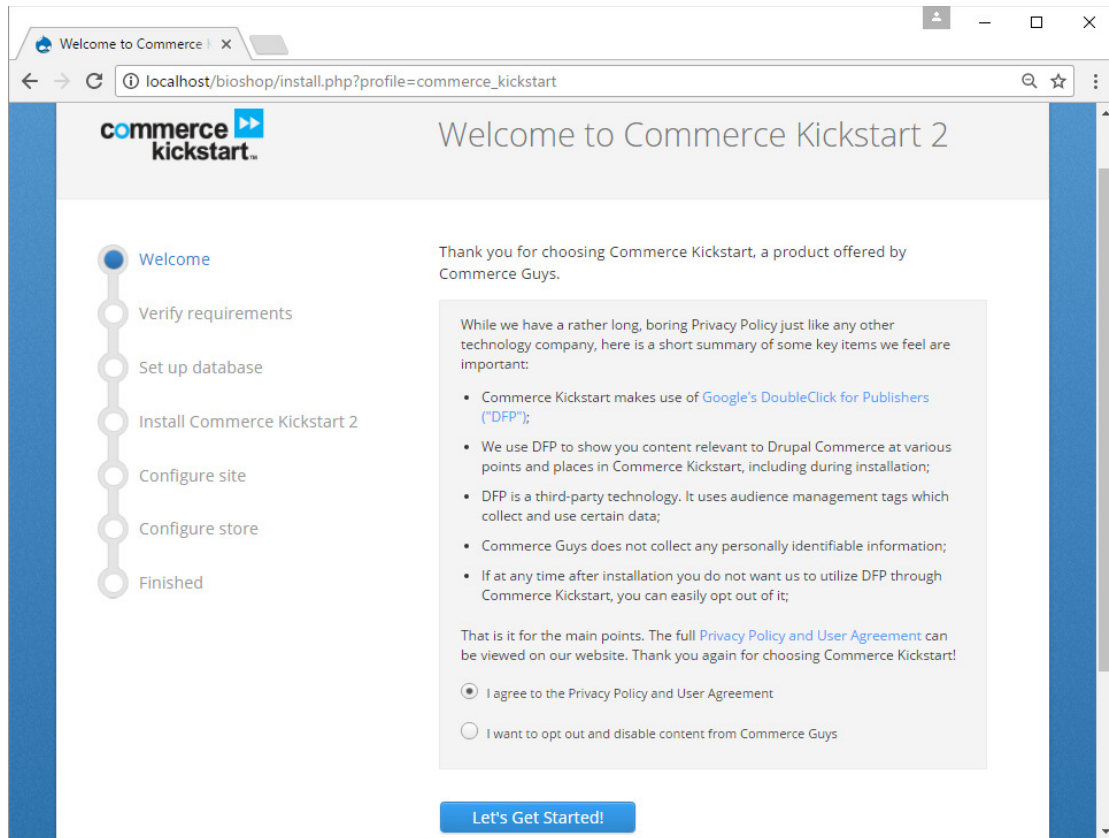 Welcome to Commerce
localhost/bioshop/install.php?profile=commerce_kickstart
commerce
kickstart™
Welcome to Commerce Kickstart 2
Welcome
Verify requirements
Set up database
Install Commerce Kickstart 2
Configure site
Configure store
Finished
Thank you for choosing Commerce Kickstart, a product offered by
Commerce Guys.
While we have a rather long, boring Privacy Policy just like any other
technology company, here is a short summary of some key items we feel are
important:
• Commerce Kickstart makes use of Google's DoubleClick for Publishers
("DFP");
• We use DFP to show you content relevant to Drupal Commerce at various
points and places in Commerce Kickstart, including during installation;
• DFP is a third-party technology. It uses audience management tags which
collect and use certain data;
• Commerce Guys does not collect any personally identifiable information;
• If at any time after installation you do not want us to utilize DFP through
Commerce Kickstart, you can easily opt out of it;
That is it for the main points. The full Privacy Policy and User Agreement can
be viewed on our website. Thank you again for choosing Commerce Kickstart!
I agree to the Privacy Policy and User Agreement
I want to opt out and disable content from Commerce Guys
Let's Get Started!